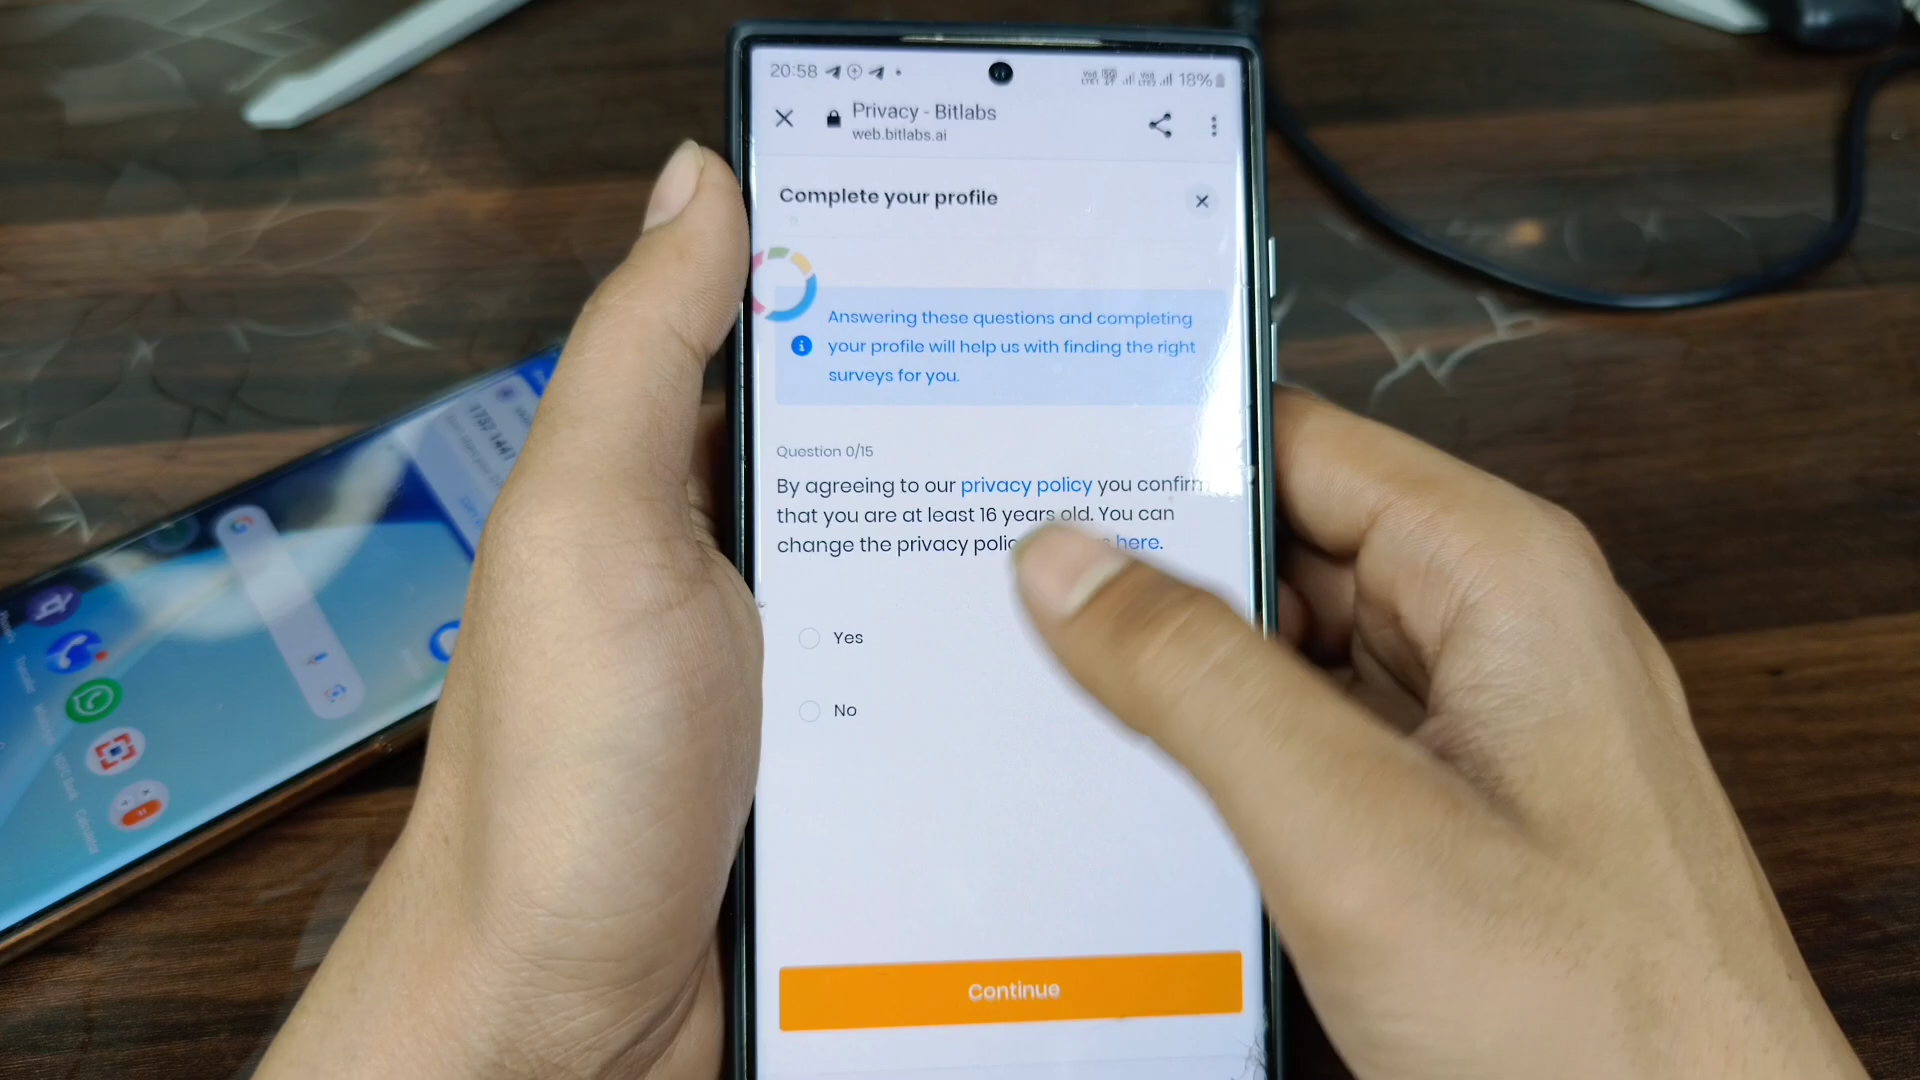 20:58
18%
Privacy - Bitlabs
web.bitlabs.ai
Complete your profile
Answering these questions and completing
your profile will help us with finding the right
surveys for you.
Question 0/15
By agreeing to our privacy policy you confirm
that you are at least 16 years old. You can
change the privacy here.
Yes
No
Continue